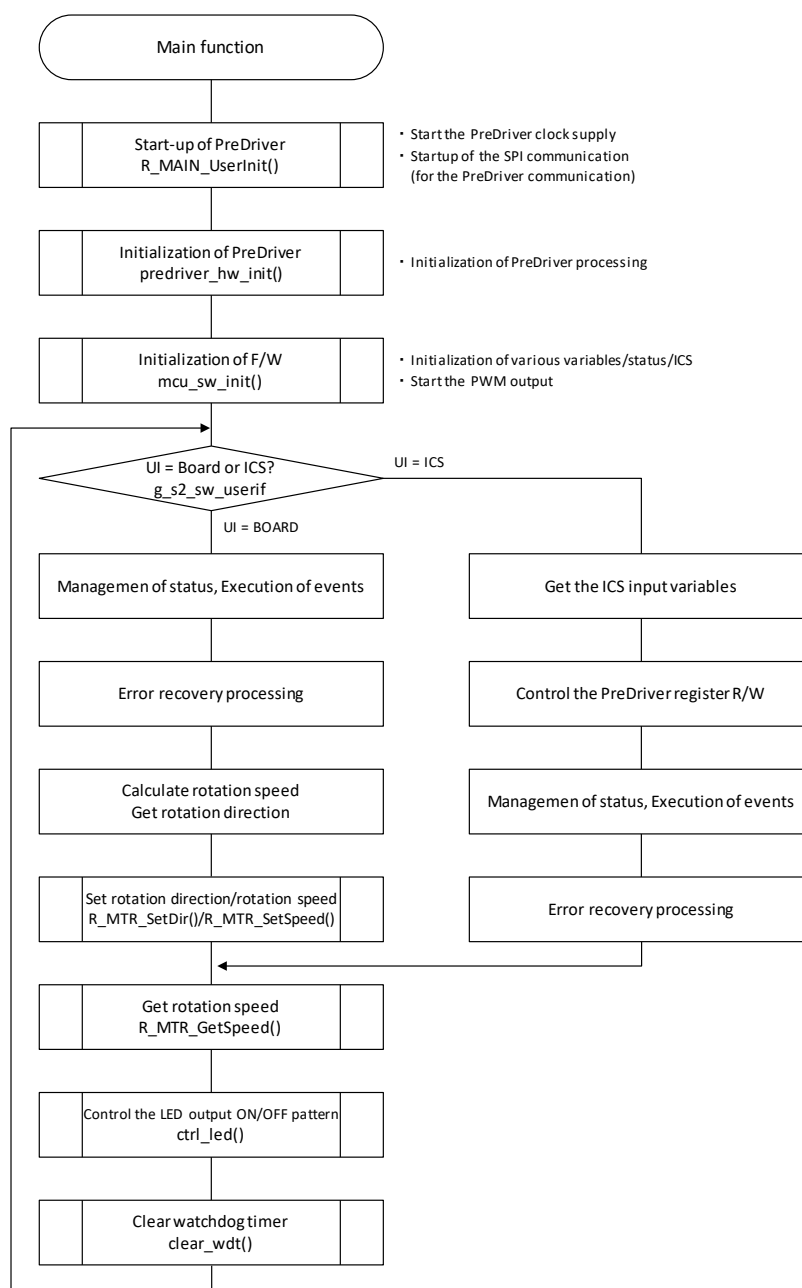 Main function
Start-up of PreDriver
R_MAIN_UserInit()
・Start the PreDriver clock supply
・Startup of the SPI communication
(for the PreDriver communication)
Initialization of PreDriver
predriver_hw_init()
・Initialization of PreDriver processing
Initialization of F/W
mcu_sw_init()
・Initialization of various variables/status/ICS
・Start the PWM output
UI = Board or ICS?
g_s2_sw_userif
UI = ICS
UI = BOARD
Managemen of status, Execution of events
Get the ICS input variables
Error recovery processing
Control the PreDriver register R/W
Calculate rotation speed
Get rotation direction
Managemen of status, Execution of events
Set rotation direction/rotation speed
R_MTR_SetDir()/R_MTR_SetSpeed()
Error recovery processing
Get rotation speed
R_MTR_GetSpeed()
Control the LED output ON/OFF pattern
ctrl_led()
Clear watchdog timer
clear_wdt()